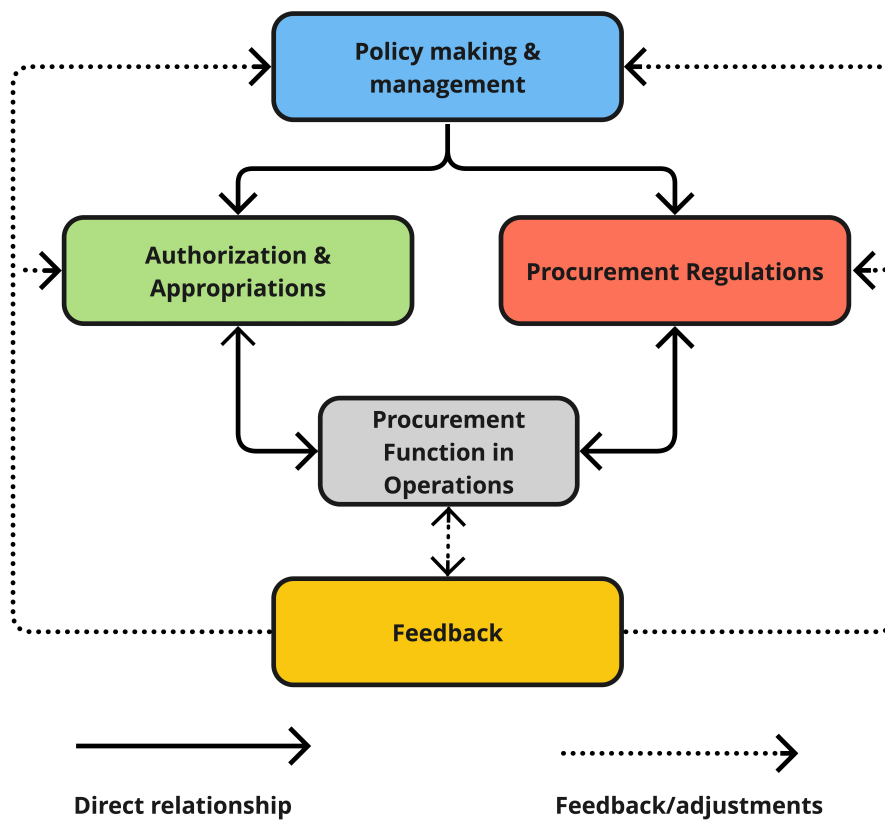 Policy making &
management
Authorization &
Appropriations
Procurement Regulations
Procurement
Function in
Operations
Feedback
Direct relationship
Feedback/adjustments